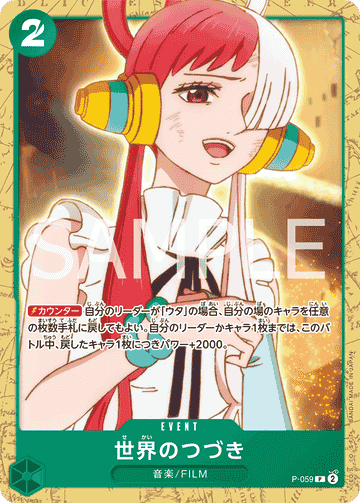 2
SAMPLE
カウンター 自分のリーダーが「ウタ」の場合、自分の場のキャラを任意
の枚数手札に戻してもよい。自分のリーダーかキャラ1枚までは、このバ
トル中、戻したキャラ1枚につきパワー+2000。
EVENT
世界のつづき
音楽/FILM
P-059 P 2